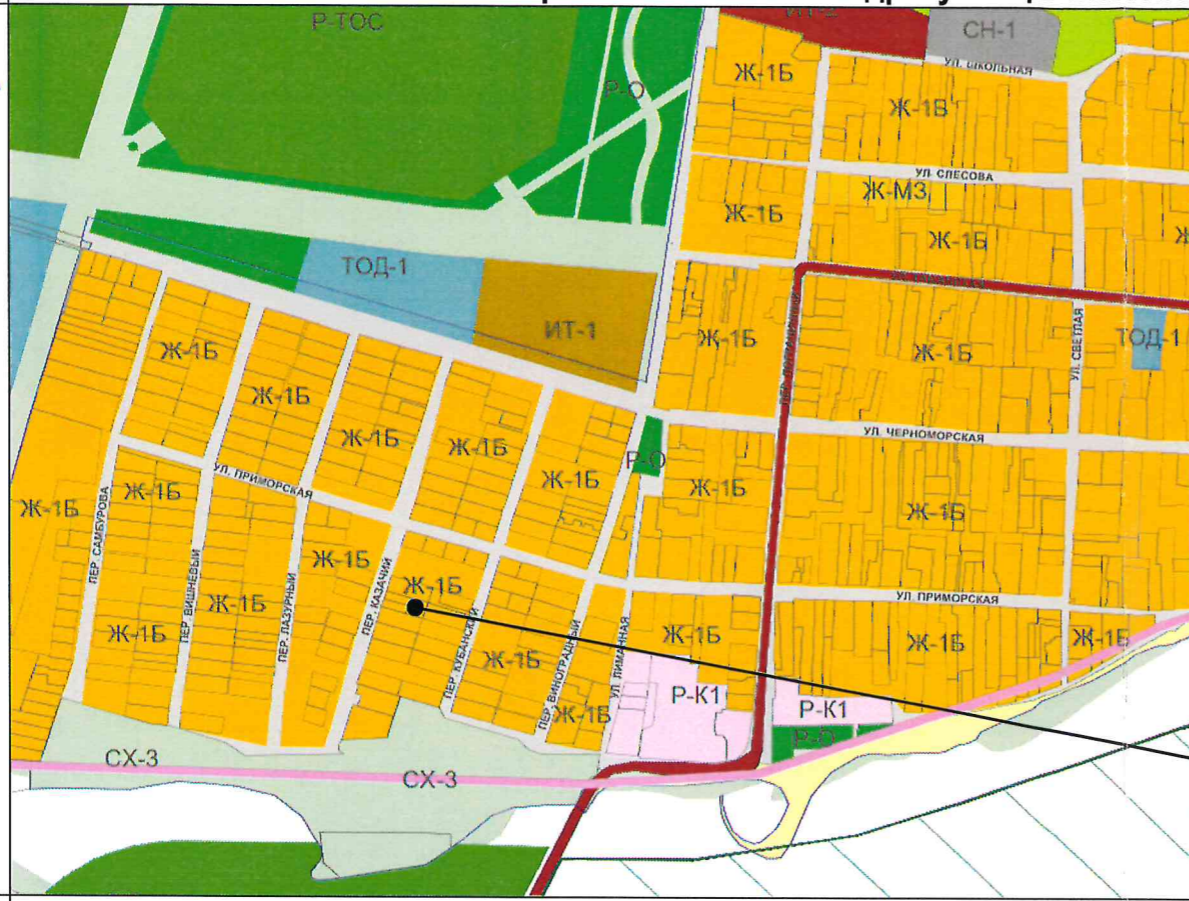 Р-ТОС
СН-1
УЛ. ШКОЛЬНАЯ
Ж-1Б
Р-О
Ж-1В
УЛ. СЛЕСОВА
Ж-МЗ
Ж-1Б
Ж-1Б
Ж
ТОД-1
ИТ-1
Ж-1Б
Ж-1Б
УЛ. СВЕТЛАЯ
ТОД-1
Ж-1Б
Ж-1Б
Ж-1Б
Ж-1Б
Ж-1Б
УЛ. ЧЕРНОМОРСКАЯ
Р-О
УЛ. ПРИМОРСКАЯ
Ж-1Б
Ж-1Б
Ж-1Б
Ж-1Б
Ж-1Б
ПЕР. САМБУРОВА
Ж-1Б
Ж-1Б
ПЕР. ВИШНЕВЫЙ
ПЕР. ЛАЗУРНЫЙ
ПЕР. КАЗАЧИЙ
УЛ. ПРИМОРСКАЯ
Ж-1Б
Ж-1Б
ПЕР. КУБАНСКИЙ
ПЕР. ВИНОГРАДНЫЙ
УЛ. ЛИМАННАЯ
Ж-1Б
Ж-1Б
Ж-1Б
Ж-1Б
Р-К1
Р-К1
Ж-1Б
Р-О
СХ-3
СХ-3